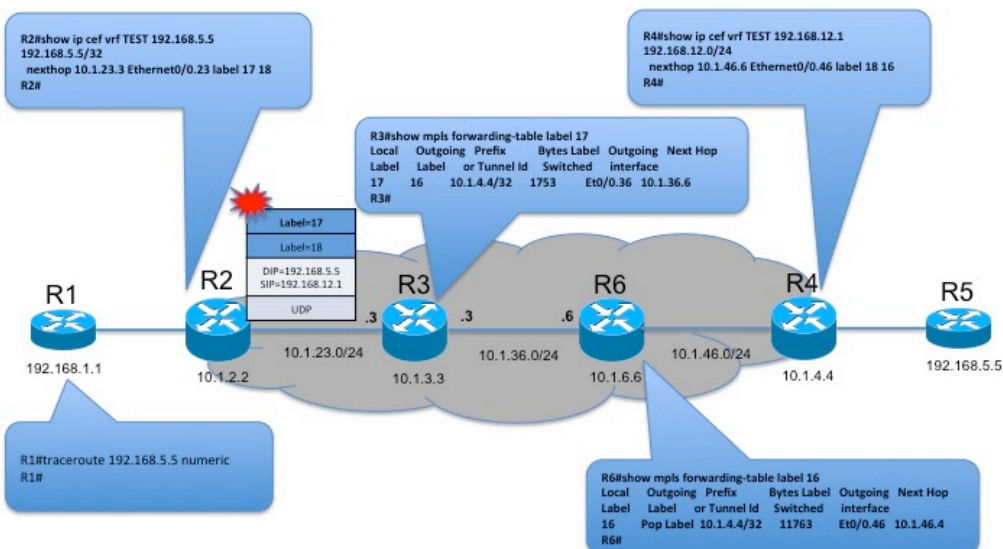 R2#show ip cef vrf TEST 192.168.5.5
192.168.5.5/32
nexthop 10.1.23.3 Ethernet0/0.23 label 17 18
R2#
R4#show ip cef vrf TEST 192.168.12.1
192.168.12.0/24
nexthop 10.1.46.6 Ethernet0/0.46 label 18 16
R4#
R3#show mpls forwarding-table label 17
Local Outgoing Prefix Bytes Label Outgoing Next Hop
Label Label or Tunnel Id Switched interface
17 16 10.1.4.4/32 1753 Et0/0.36 10.1.36.6
R3#
Label=17
Label=18
DIP=192.168.5.5
SIP=192.168.12.1
UDP
R1
R2
R3
R6
R4
R5
.3
.3
.6
192.168.1.1
10.1.2.2
10.1.23.0/24
10.1.3.3
10.1.36.0/24
10.1.6.6
10.1.46.0/24
10.1.4.4
192.168.5.5
R1#traceroute 192.168.5.5 numeric
R1#
R6#show mpls forwarding-table label 16
Local Outgoing Prefix Bytes Label Outgoing Next Hop
Label Label or Tunnel Id Switched interface
16 Pop Label 10.1.4.4/32 11763 Et0/0.46 10.1.46.4
R6#